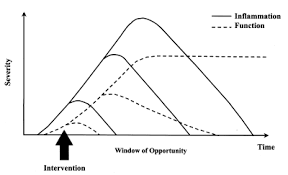 Inflammation
Function
Severity
Time
Window of Opportunity
Intervention